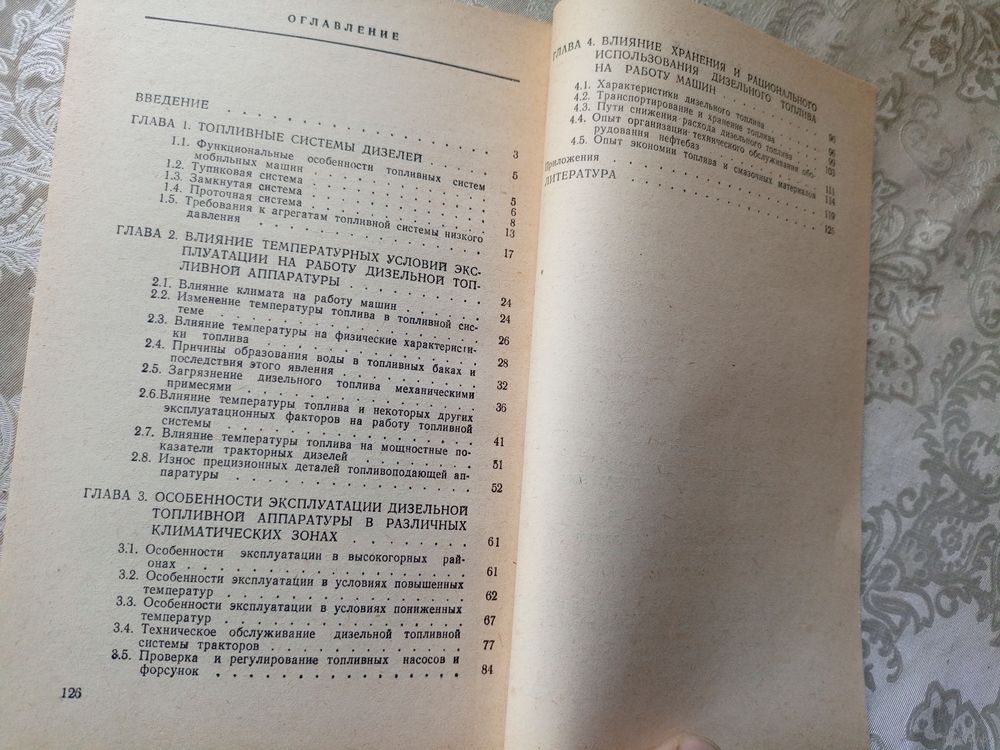 ОГЛАВЛЕНИЕ
ВВЕДЕНИЕ . . . . . . . . . . . . 3
ГЛАВА 1. ТОПЛИВНЫЕ СИСТЕМЫ ДИЗЕЛЕЙ . . . . 5
1.1. Функциональные особенности топливных систем
мобильных машин . . . . . . . . . 5
1.2. Тупиковая система . . . . . . . . . 6
1.3. Замкнутая система . . . . . . . . . 8
1.4. Проточная система . . . . . . . . . 13
1.5. Требования к агрегатам топливной системы низкого
давления . . . . . . . . . . . 17
ГЛАВА 2. ВЛИЯНИЕ ТЕМПЕРАТУРНЫХ УСЛОВИЙ ЭКС-
ПЛУАТАЦИИ НА РАБОТУ ДИЗЕЛЬНОЙ ТОП-
ЛИВНОЙ АППАРАТУРЫ . . . . . . . 24
2.1. Влияние климата на работу машин . . . . . 24
2.2. Изменение температуры топлива в топливной сис-
теме . . . . . . . . . . . . 26
2.3. Влияние температуры на физические характеристи-
ки топлива . . . . . . . . . . 28
2.4. Причины образования воды в топливных баках и
последствия этого явления . . . . . . . 32
2.5. Загрязнение дизельного топлива механическими
примесями . . . . . . . . . . 36
2.6.Влияние температуры топлива и некоторых других
эксплуатационных факторов на работу топливной
системы . . . . . . . . . . . 41
2.7. Влияние температуры топлива на мощностные по-
казатели тракторных дизелей . . . . . . 51
2.8. Износ прецизионных деталей топливоподающей ап-
паратуры . . . . . . . . . . . 52
ГЛАВА 3. ОСОБЕННОСТИ ЭКСПЛУАТАЦИИ ДИЗЕЛЬНОЙ
ТОПЛИВНОЙ АППАРАТУРЫ В РАЗЛИЧНЫХ
КЛИМАТИЧЕСКИХ ЗОНАХ . . . . . . 61
3.1. Особенности эксплуатации в высокогорных рай-
онах . . . . . . . . . . . . 61
3.2. Особенности эксплуатации в условиях повышенных
температур . . . . . . . . . . 62
3.3. Особенности эксплуатации в условиях пониженных
температур . . . . . . . . . . 67
3.4. Техническое обслуживание дизельной топливной
системы тракторов . . . . . . . . 77
3.5. Проверка и регулирование топливных насосов и
форсунок . . . . . . . . . . . 84
126
ГЛАВА 4. ВЛИЯНИЕ ХРАНЕНИЯ И РАЦИОНАЛЬНОГО
ИСПОЛЬЗОВАНИЯ ДИЗЕЛЬНОГО ТОПЛИВА
НА РАБОТУ МАШИН . . . . . . . 96
4.1. Характеристики дизельного топлива . . . . 96
4.2. Транспортирование и хранение топлива . . . 99
4.3. Пути снижения расхода дизельного топлива . . 103
4.4. Опыт организации технического обслуживания обо-
рудования нефтебаз . . . . . . . . 111
4.5. Опыт экономии топлива и смазочных материалов 114
Приложения . . . . . . . . . . . 119
ЛИТЕРАТУРА . . . . . . . . . . . 125